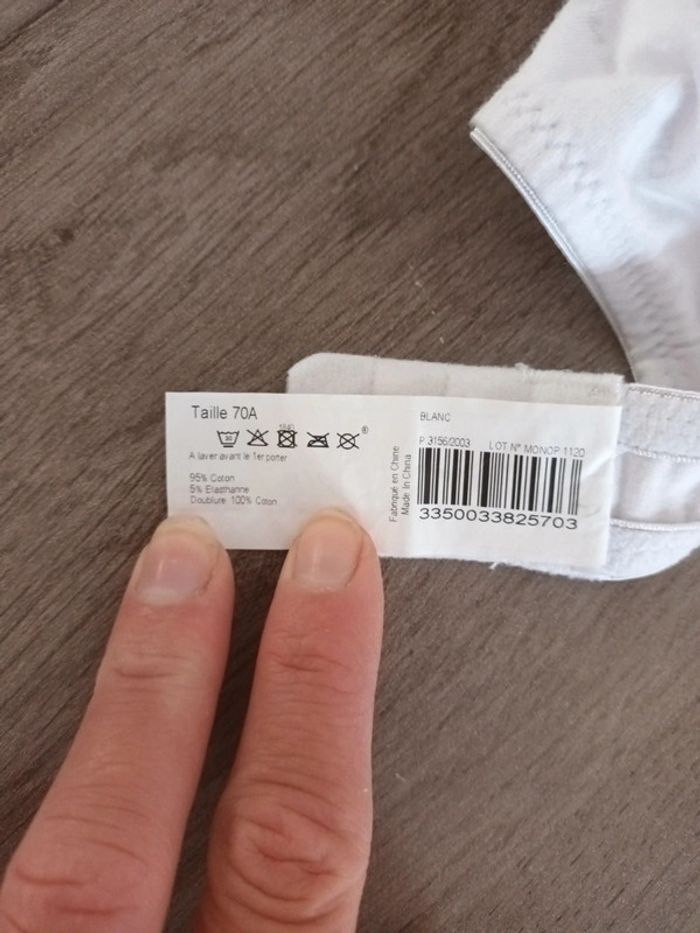 Taille 70A
30
®
A laver avant le 1er porter
95% Coton
5% Elasthanne
Doublure 100% Coton
Fabriqué en Chine
Made In China
BLANC
P.3156/2003 LOT N° MONOP 1120
3350033825703